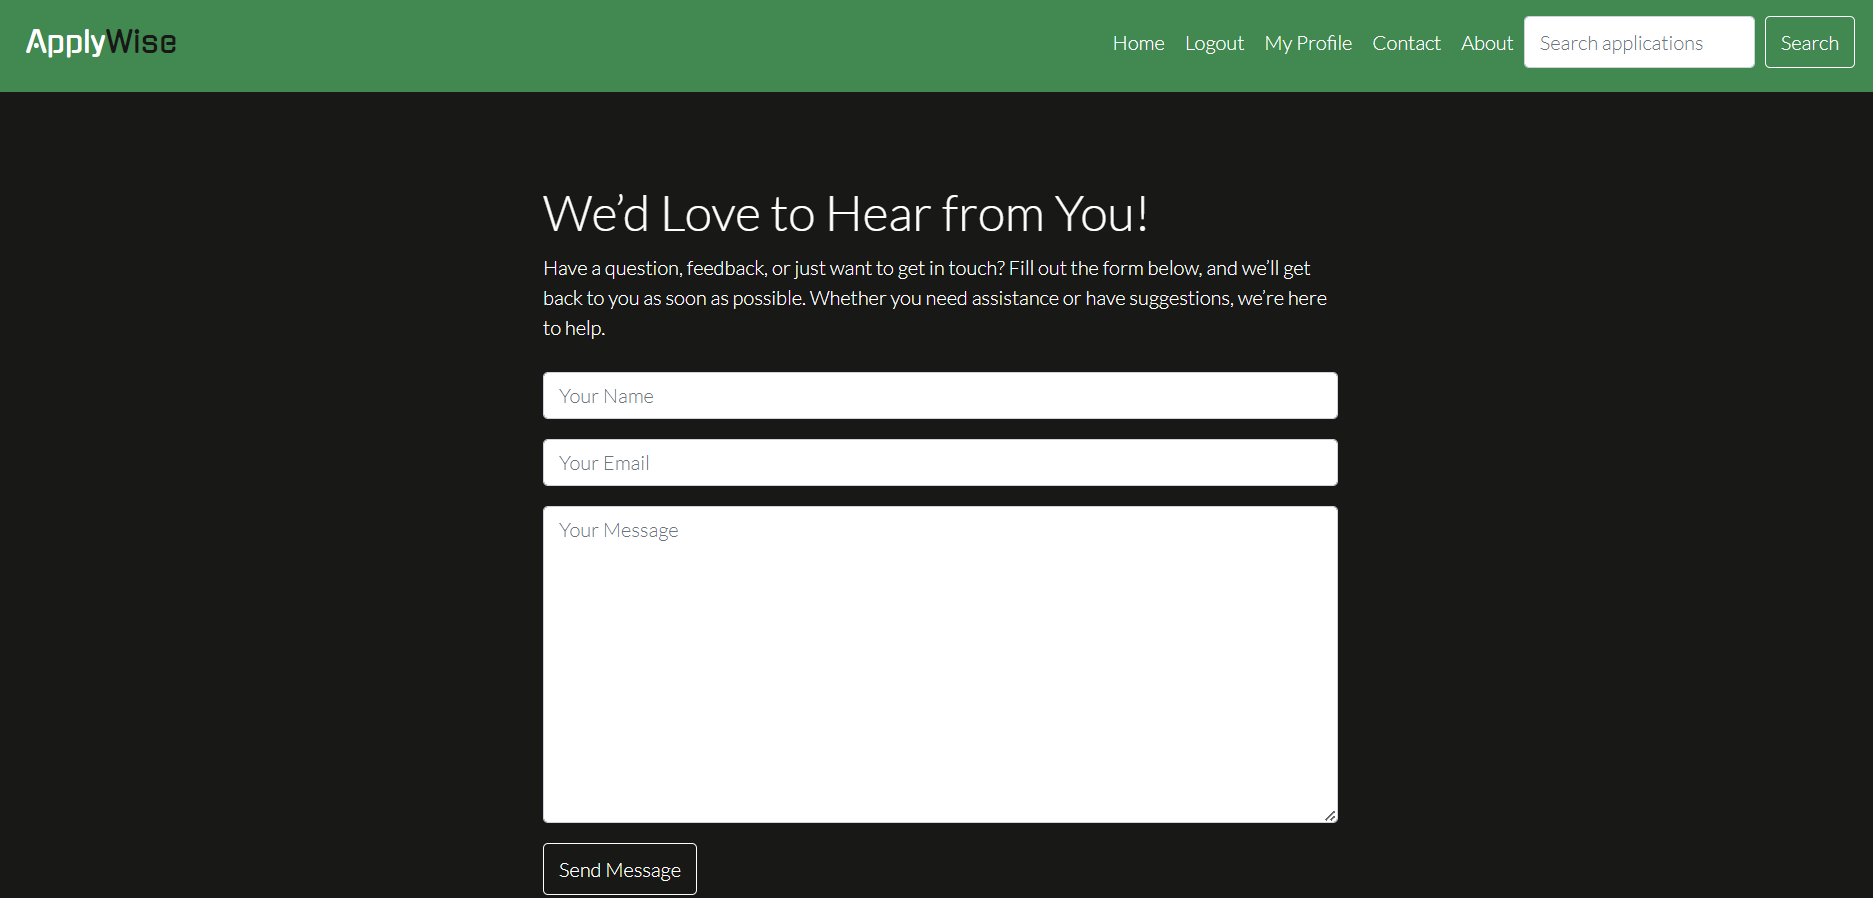 ApplyWise
Home Logout My Profile Contact About Search applications Search
We’d Love to Hear from You!
Have a question, feedback, or just want to get in touch? Fill out the form below, and we’ll get
back to you as soon as possible. Whether you need assistance or have suggestions, we’re here
to help.
Your Name
Your Email
Your Message
Send Message